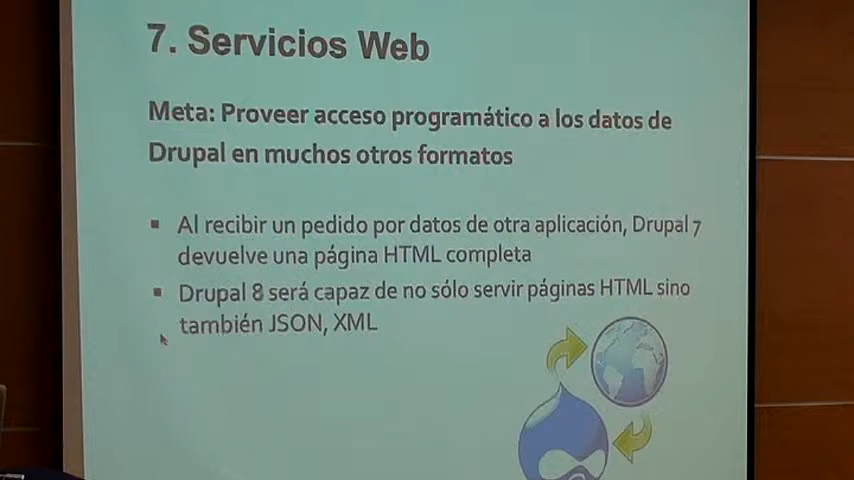 7. Servicios Web
Meta: Proveer acceso programático a los datos de
Drupal en muchos otros formatos
▪ Al recibir un pedido por datos de otra aplicación, Drupal 7
devuelve una página HTML completa
▪ Drupal 8 será capaz de no sólo servir páginas HTML sino
también JSON, XML